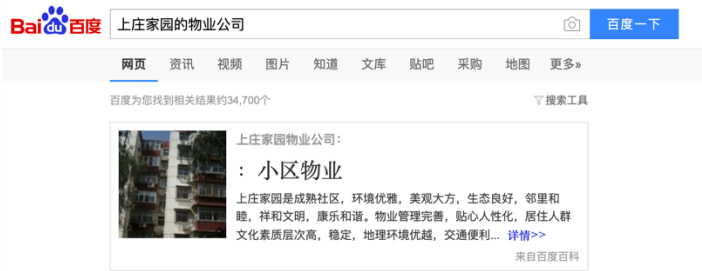 Bai du 百度 上庄家园的物业公司 百度一下
网页 资讯 视频 图片 知道 文库 贴吧 采购 地图 更多»
百度为您找到相关结果约34,700个 搜索工具
上庄家园物业公司：
：小区物业
上庄家园是成熟社区，环境优雅，美观大方，生态良好，邻里和
睦，祥和文明，康乐和谐。物业管理完善，贴心人性化，居住人群
文化素质层次高，稳定，地理环境优越，交通便利... 详情>>
来自百度百科